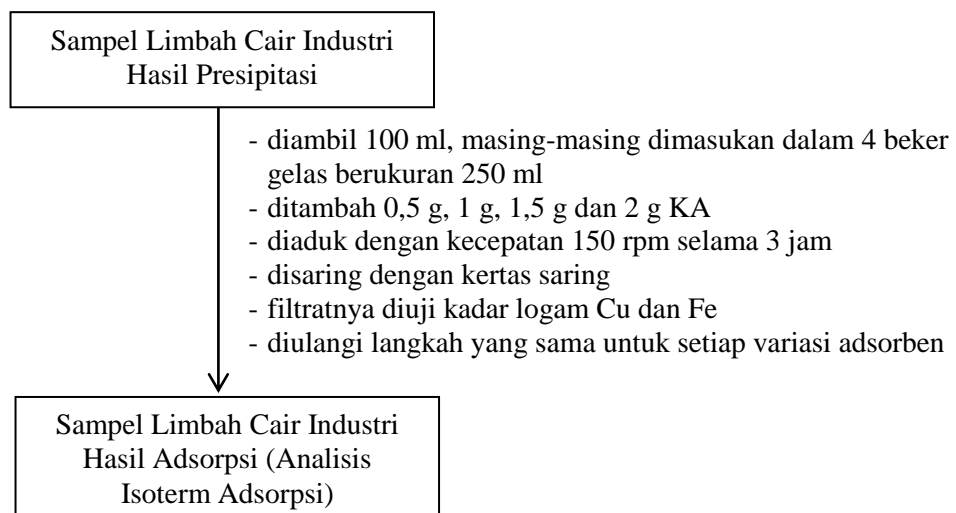 Sampel Limbah Cair Industri
Hasil Presipitasi
- diambil 100 ml, masing-masing dimasukan dalam 4 beker
gelas berukuran 250 ml
- ditambah 0,5 g, 1 g, 1,5 g dan 2 g KA
- diaduk dengan kecepatan 150 rpm selama 3 jam
- disaring dengan kertas saring
- filtratnya diuji kadar logam Cu dan Fe
- diulangi langkah yang sama untuk setiap variasi adsorben
Sampel Limbah Cair Industri
Hasil Adsorpsi (Analisis
Isoterm Adsorpsi)